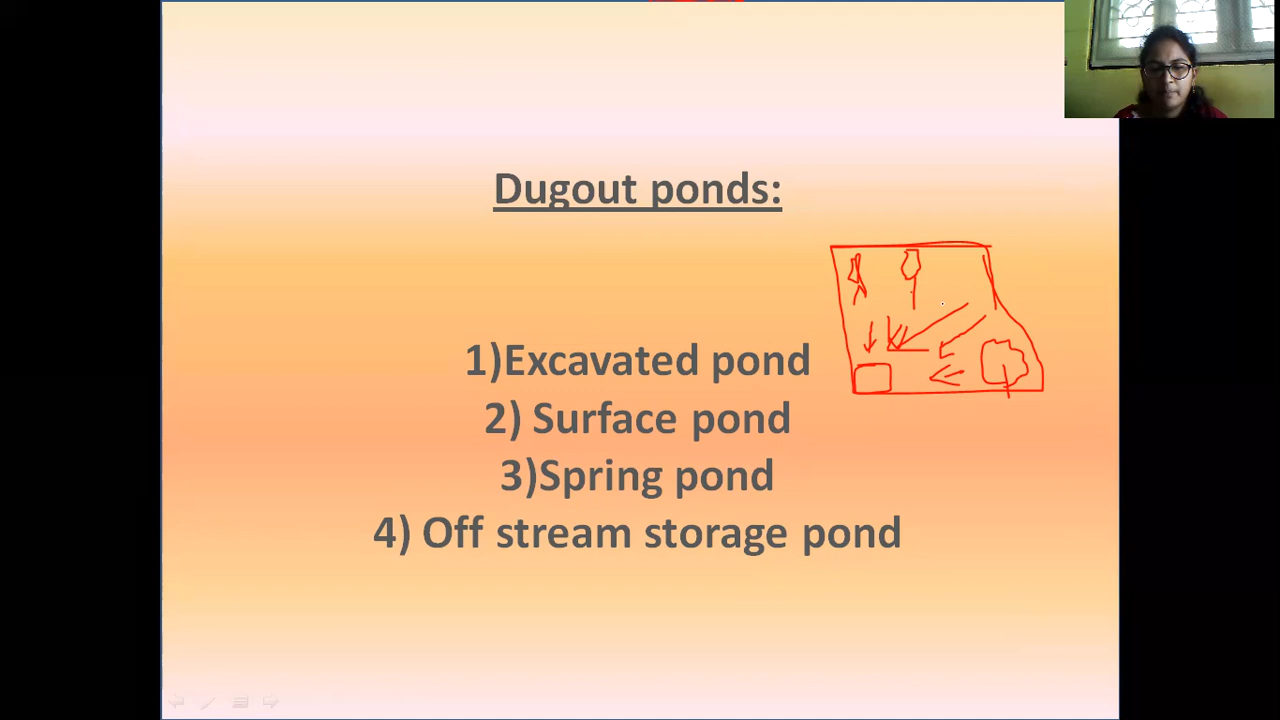 Dugout ponds:
1)Excavated pond
2) Surface pond
3)Spring pond
4) Off stream storage pond